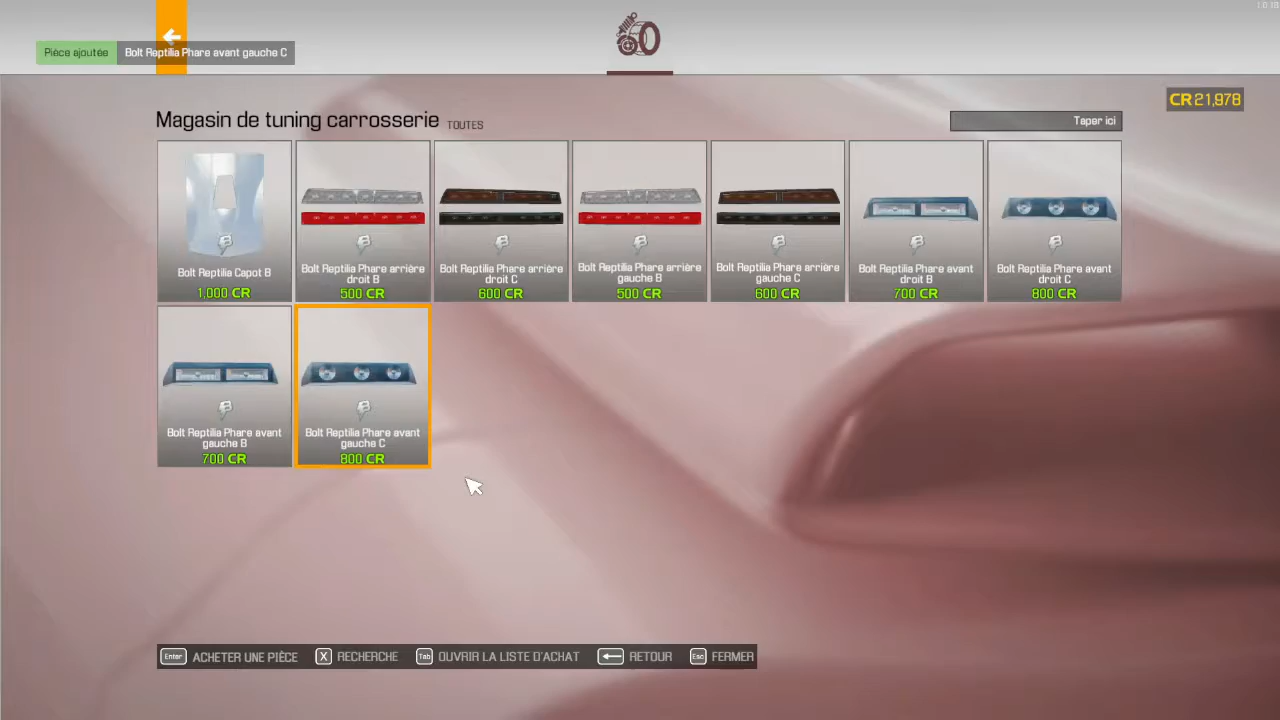 10:18
Pièce ajoutée Bolt Reptilia Phare avant gauche C
CR 21,978
Magasin de tuning carrosserie TOUTES
Taper ici
Bolt Reptilia Capot B
1,000 CR
Bolt Reptilia Phare arrière
droit B
500 CR
Bolt Reptilia Phare arrière
droit C
600 CR
Bolt Reptilia Phare arrière
gauche B
500 CR
Bolt Reptilia Phare arrière
gauche C
600 CR
Bolt Reptilia Phare avant
droit B
700 CR
Bolt Reptilia Phare avant
droit C
800 CR
Bolt Reptilia Phare avant
gauche B
700 CR
Bolt Reptilia Phare avant
gauche C
800 CR
Enter ACHETER UNE PIÈCE X RECHERCHE Tab OUVRIR LA LISTE D'ACHAT RETOUR Esc FERMER